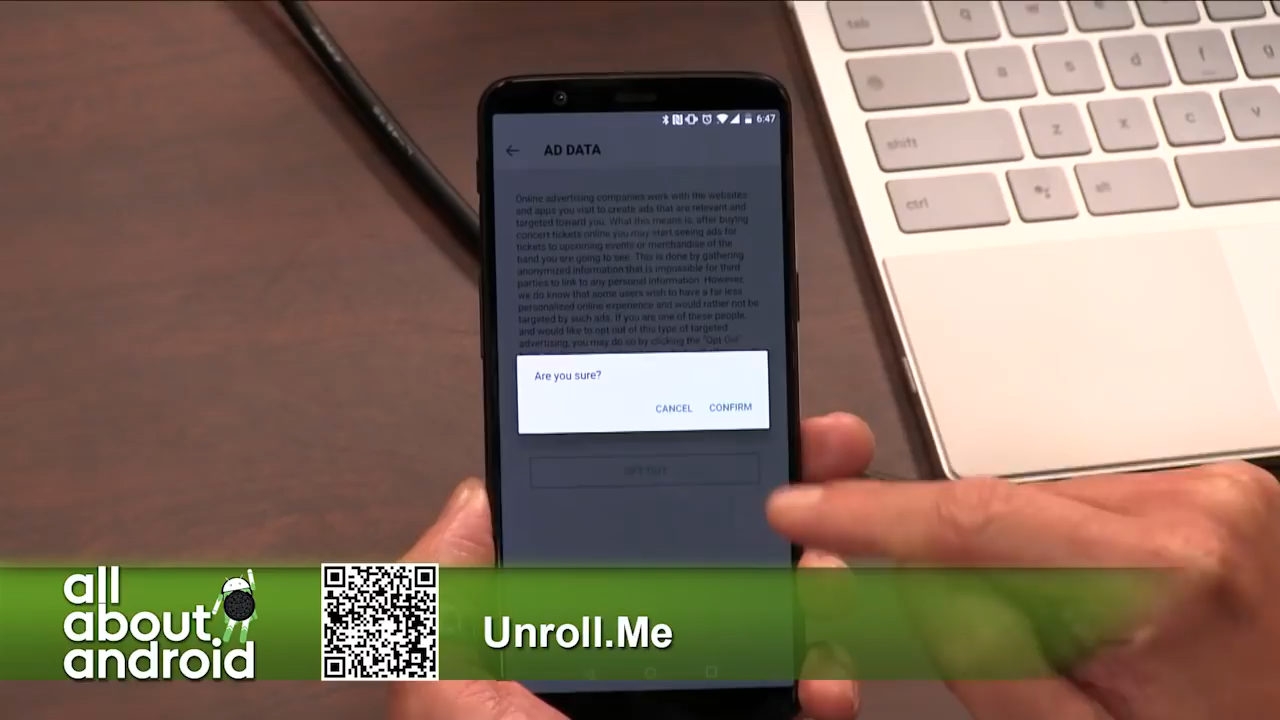 tab
q
w
e
a
s
d
f
g
shift
z
x
c
v
ctrl
alt
6:47
AD DATA
Online advertising companies work with the websites
and apps you visit to create ads that are relevant and
targeted toward you. What this means is, after buying
concert tickets online you may start seeing ads for
tickets to upcoming events or merchandise of the
band you are going to see. This is done by gathering
anonymized information that is impossible for third
parties to link to any personal information. However,
we do know that some users wish to have a far less
personalized online experience and would rather not be
targeted by such ads. If you are one of these people,
and would like to opt out of this type of targeted
advertising, you may do so by clicking the "Opt Out"
Are you sure?
CANCEL CONFIRM
OPT OUT
all
about
android
Unroll.Me